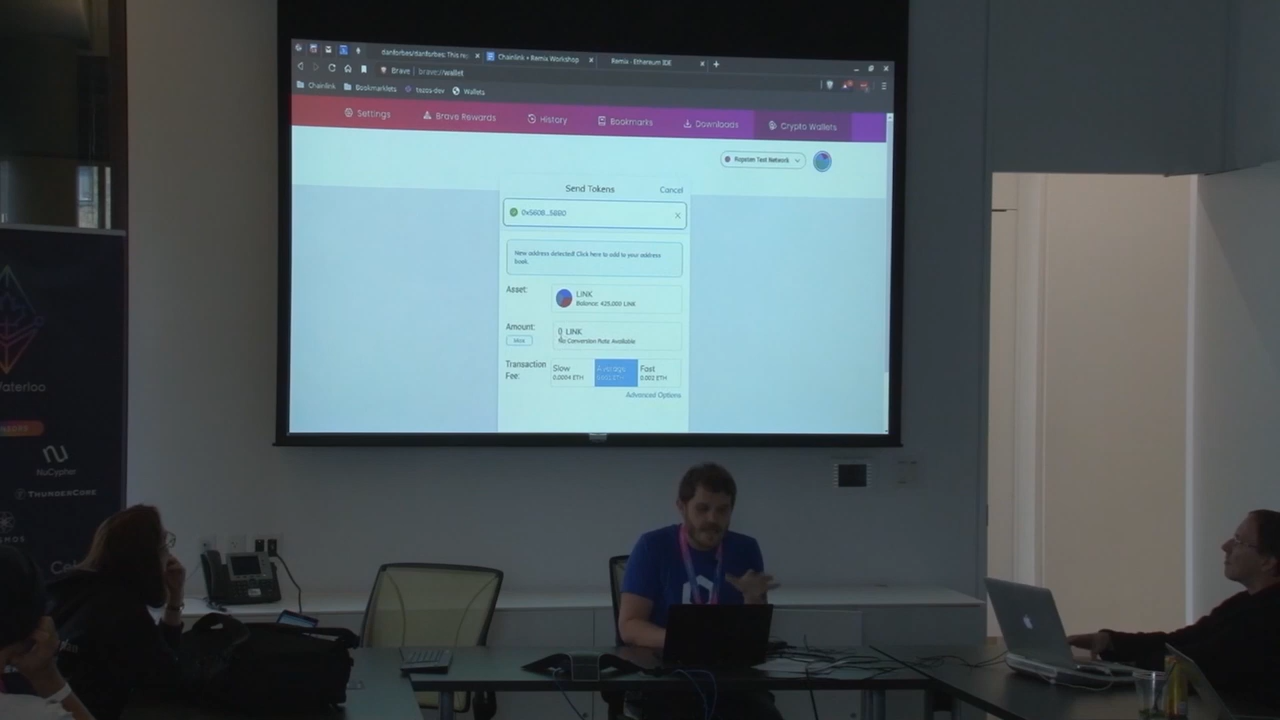 Chainlink + Remix Workshop
Remix - Ethereum IDE
Brave
brave://wallet
Chainlink
Bookmarklets
Wallets
Settings
Brave Rewards
History
Bookmarks
Downloads
Crypto Wallets
Ropsten Test Network
Send Tokens
Cancel
New address detected! Click here to add to your address
book.
Asset:
LINK
Balance: 425,000 LINK
Amount:
0 LINK
Max
No Conversion Rate Available
Transaction
Fee:
Slow
Average
Fast
0.0004 ETH
0.002 ETH
Advanced Options
Waterloo
NuCypher
THUNDERCORE